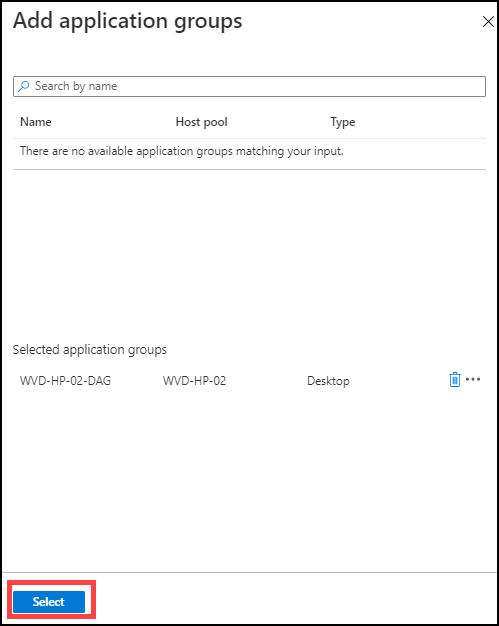 Add application groups
Search by name
Name Host pool Type
There are no available application groups matching your input.
Selected application groups
WVD-HP-02-DAG WVD-HP-02 Desktop
Select